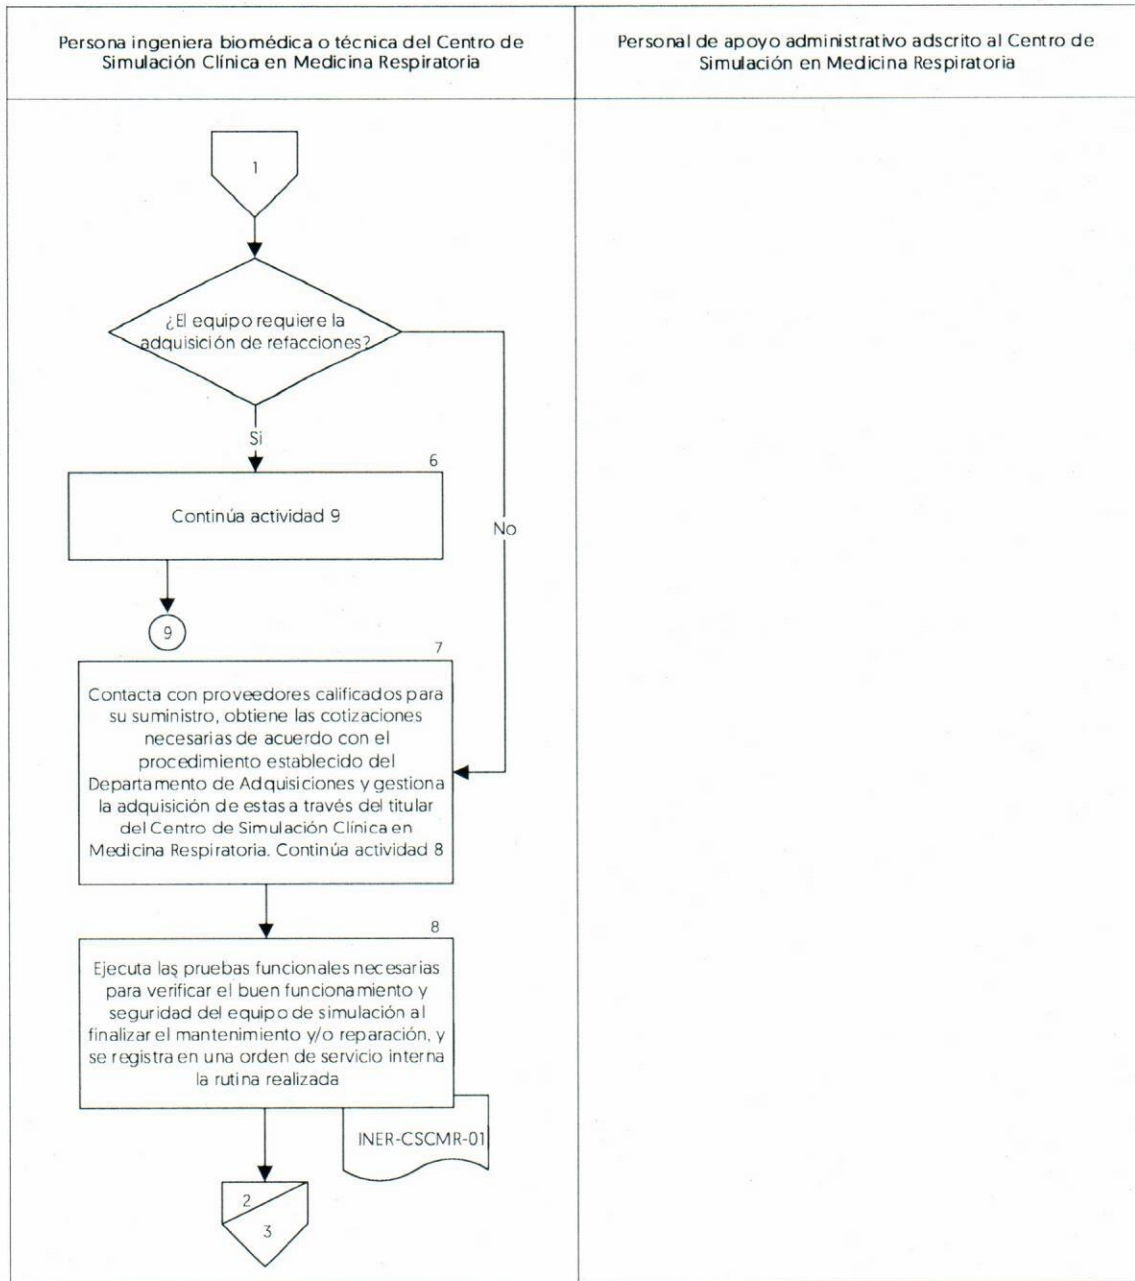 Persona ingeniera biomédica o técnica del Centro de
Simulación Clínica en Medicina Respiratoria
Personal de apoyo administrativo adscrito al Centro de
Simulación en Medicina Respiratoria
1
¿El equipo requiere la
adquisición de refacciones?
Si
No
6
Continúa actividad 9
9
7
Contacta con proveedores calificados para
su suministro, obtiene las cotizaciones
necesarias de acuerdo con el
procedimiento establecido del
Departamento de Adquisiciones y gestiona
la adquisición de estas a través del titular
del Centro de Simulación Clínica en
Medicina Respiratoria. Continúa actividad 8
8
Ejecuta las pruebas funcionales necesarias
para verificar el buen funcionamiento y
seguridad del equipo de simulación al
finalizar el mantenimiento y/o reparación, y
se registra en una orden de servicio interna
la rutina realizada
INER-CSCMR-01
2
3